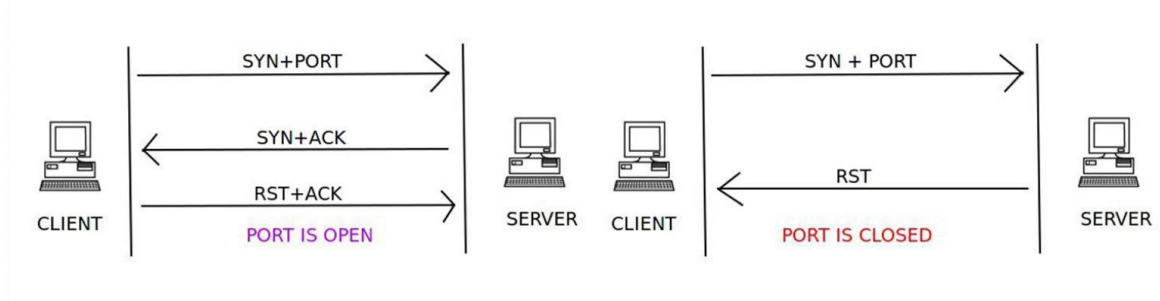 SYN+PORT
SYN+ACK
RST+ACK
CLIENT
SERVER
PORT IS OPEN
SYN + PORT
RST
CLIENT
SERVER
PORT IS CLOSED